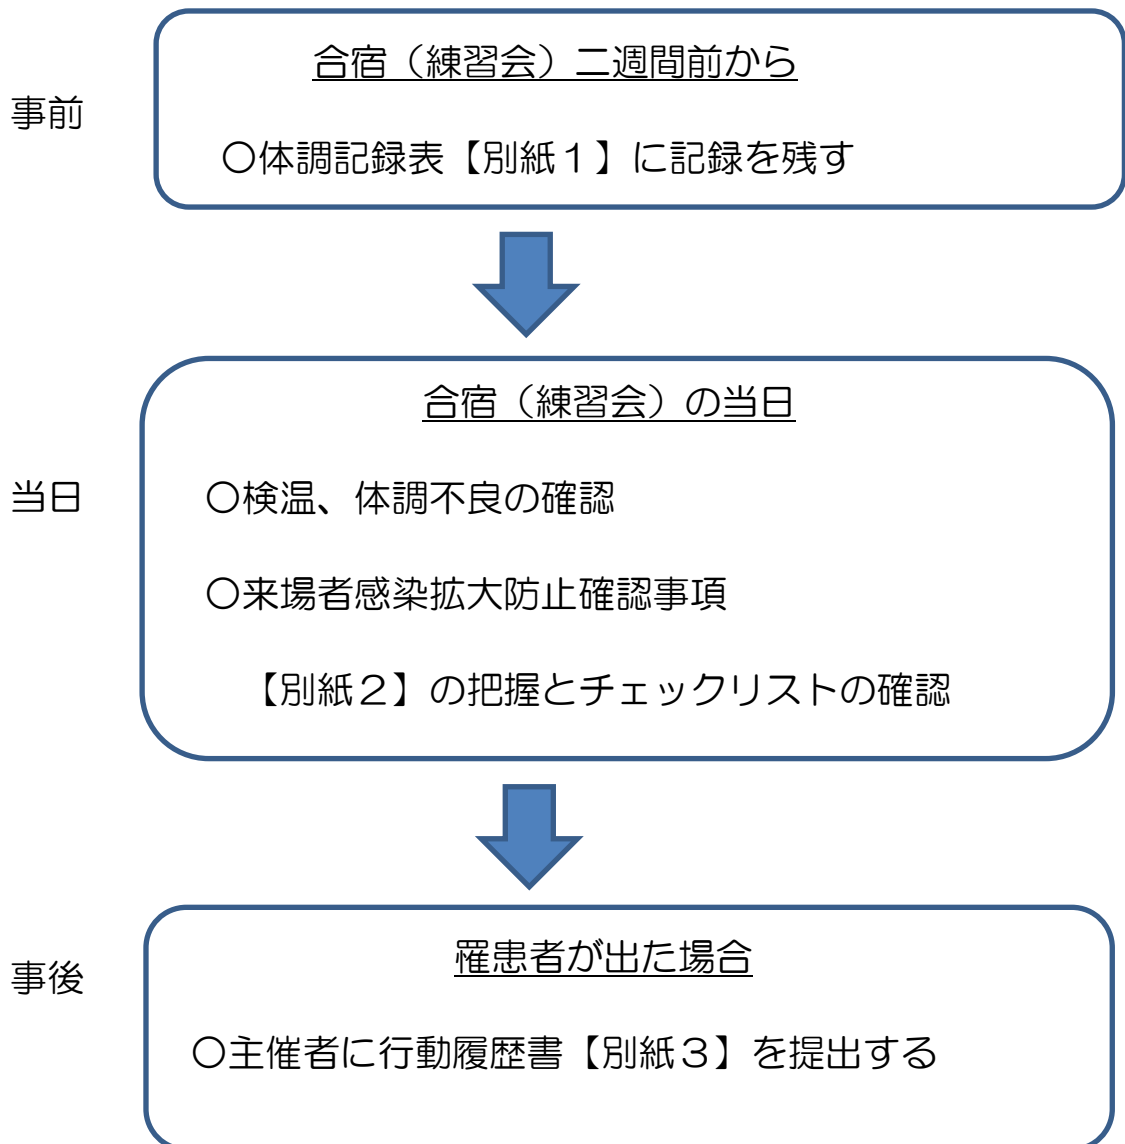 合宿（練習会）二週間前から
事前
〇体調記録表【別紙１】に記録を残す
合宿（練習会）の当日
当日
〇検温、体調不良の確認
〇来場者感染拡大防止確認事項
【別紙２】の把握とチェックリストの確認
罹患者が出た場合
事後
〇主催者に行動履歴書【別紙３】を提出する